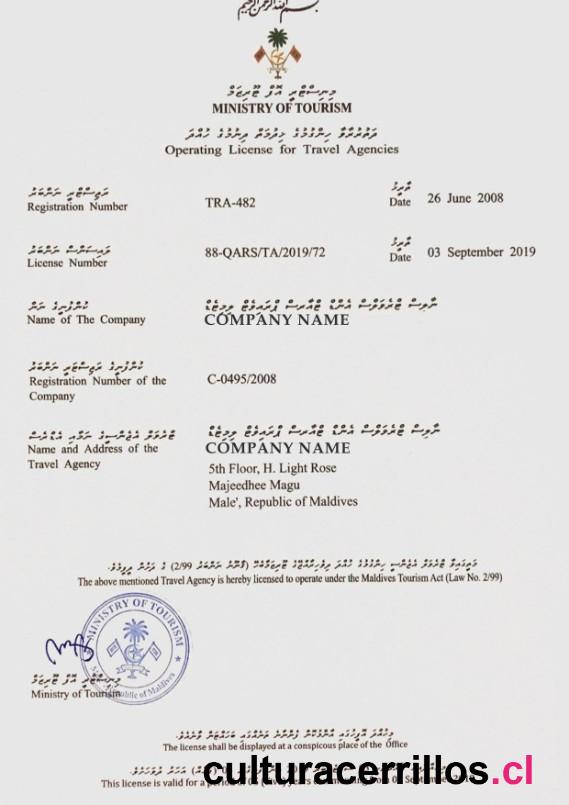 މިނިސްޓްރީ އޮފް ޓޫރިޒަމް
MINISTRY OF TOURISM
Operating License for Travel Agencies
ރަޖިސްޓްރީ ނަންބަރު
Registration Number
TRA-482
ތާރީޚު
Date
26 June 2008
ލައިސަންސް ނަންބަރު
License Number
88-QARS/TA/2019/72
ތާރީޚު
Date
03 September 2019
ކުންފުނީގެ ނަން
Name of The Company
COMPANY NAME
ކުންފުނީގެ ރަޖިސްޓަރީ ނަންބަރު
Registration Number of the
Company
C-0495/2008
Name and Address of the
Travel Agency
COMPANY NAME
5th Floor, H. Light Rose
Majeedhee Magu
Male', Republic of Maldives
The above mentioned Travel Agency is hereby licensed to operate under the Maldives Tourism Act (Law No. 2/99)
MINISTRY OF TOURISM
Republic of Maldives
މިނިސްޓްރީ އޮފް ޓޫރިޒަމް
Ministry of Tourism
The license shall be displayed at a conspicous place of the Office
This license is valid for a period
culturacerrillos.cl